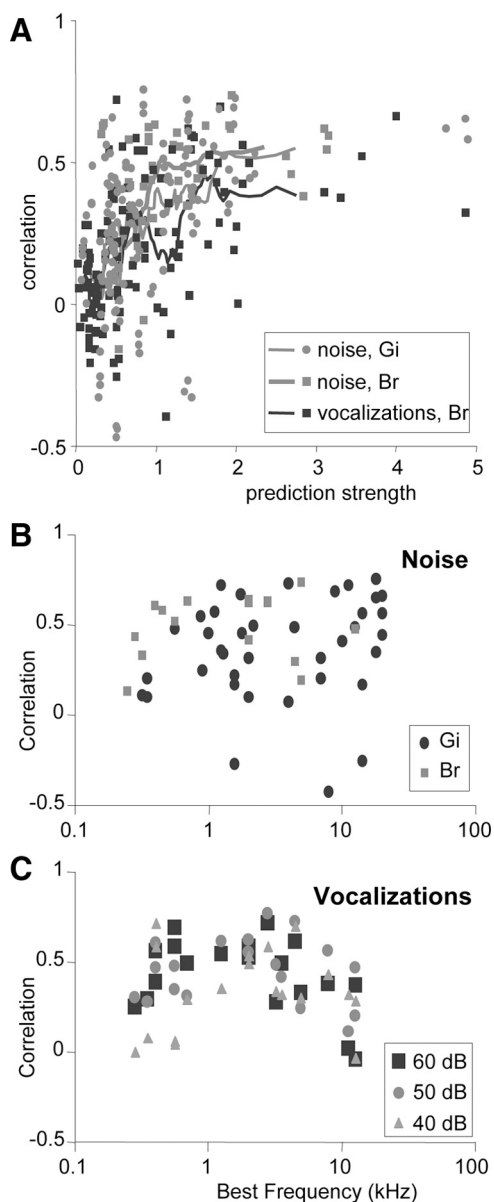 A
1
0.5
0
-0.5
correlation
noise, Gi
noise, Br
vocalizations, Br
0 1 2 3 4 5
prediction strength
B
Noise
1
0.5
0
-0.5
Correlation
Gi
Br
0.1 1 10 100
C
Vocalizations
1
0.5
0
-0.5
Correlation
60 dB
50 dB
40 dB
0.1 1 10 100
Best Frequency (kHz)